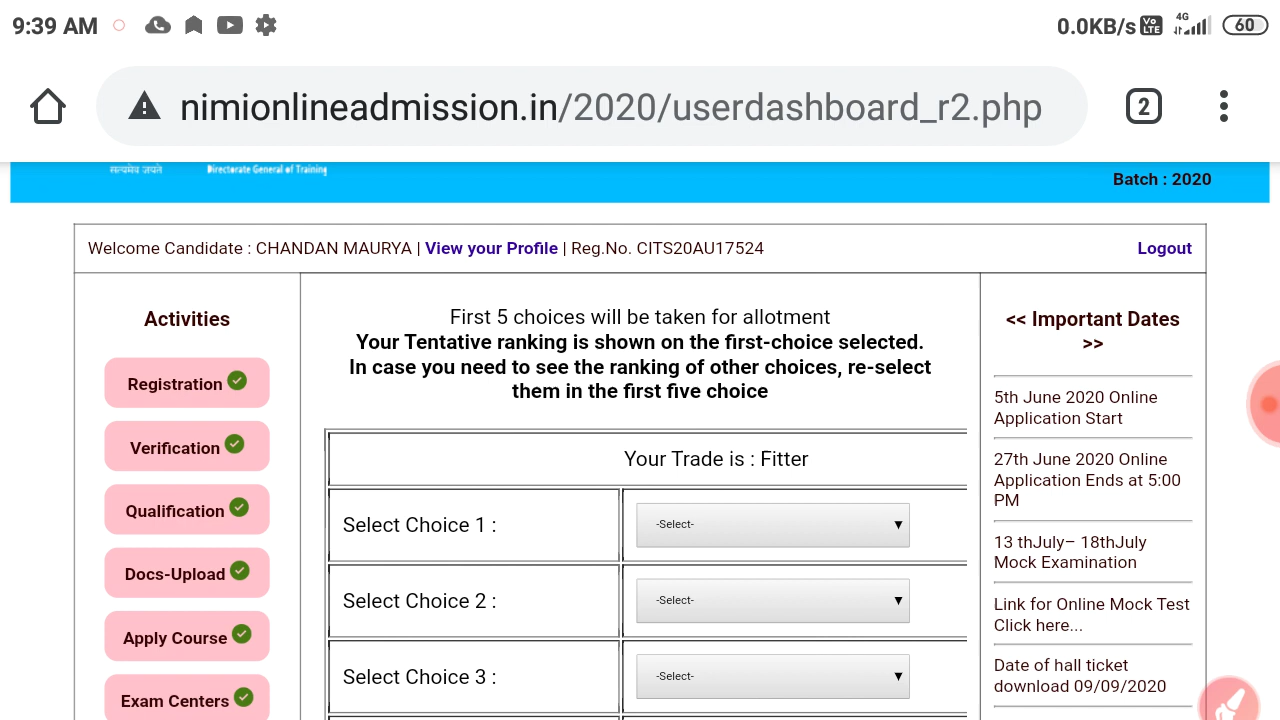 9:39 AM
0.0KB/s Vo LTE 4G 60
nimionlineadmission.in/2020/userdashboard_r2.php
2
सत्यमेव जयते Directorate General of Training
Batch : 2020
Welcome Candidate : CHANDAN MAURYA | View your Profile | Reg.No. CITS20AU17524
Logout
Activities
Registration
Verification
Qualification
Docs-Upload
Apply Course
Exam Centers
First 5 choices will be taken for allotment
Your Tentative ranking is shown on the first-choice selected.
In case you need to see the ranking of other choices, re-select
them in the first five choice
Your Trade is : Fitter
Select Choice 1 : -Select-
Select Choice 2 : -Select-
Select Choice 3 : -Select-
<< Important Dates
>>
5th June 2020 Online
Application Start
27th June 2020 Online
Application Ends at 5:00
PM
13 thJuly– 18thJuly
Mock Examination
Link for Online Mock Test
Click here...
Date of hall ticket
download 09/09/2020